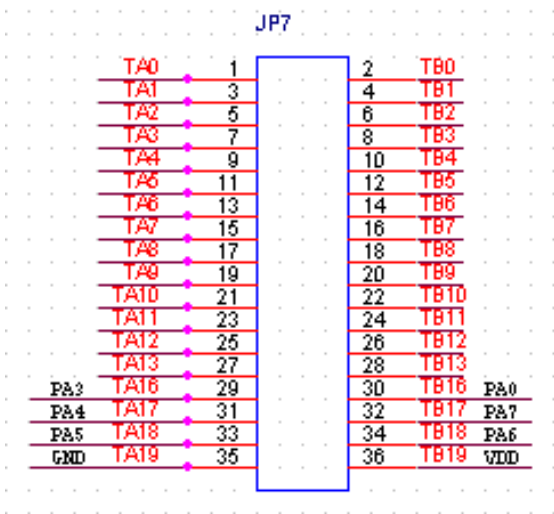 JP7
TA0 1 2 TB0
TA1 3 4 TB1
TA2 5 6 TB2
TA3 7 8 TB3
TA4 9 10 TB4
TA5 11 12 TB5
TA6 13 14 TB6
TA7 15 16 TB7
TA8 17 18 TB8
TA9 19 20 TB9
TA10 21 22 TB10
TA11 23 24 TB11
TA12 25 26 TB12
TA13 27 28 TB13
PA3 TA16 29 30 TB16 PA0
PA4 TA17 31 32 TB17 PA7
PA5 TA18 33 34 TB18 PA6
GND TA19 35 36 TB19 VDD